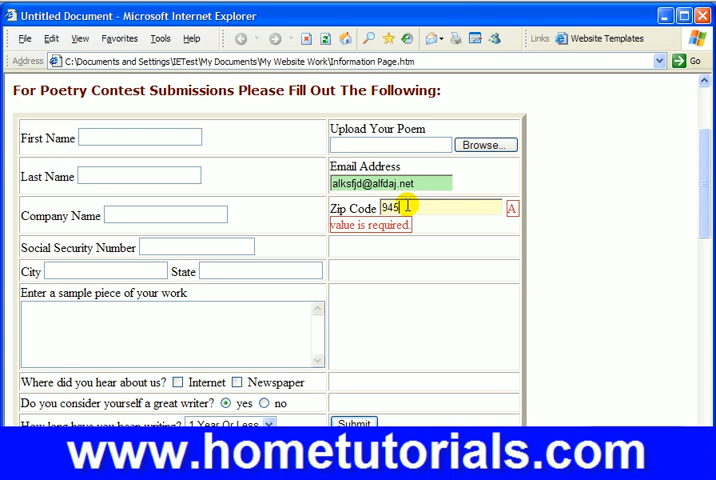 Untitled Document - Microsoft Internet Explorer
File Edit View Favorites Tools Help Links Website Templates
Address C:\Documents and Settings\IETest\My Documents\My Website Work\Information Page.htm Go
For Poetry Contest Submissions Please Fill Out The Following:
First Name
Upload Your Poem
Browse...
Last Name
Email Address
alksfjd@alfdaj.net
Company Name
Zip Code 945 A
value is required.
Social Security Number
City State
Enter a sample piece of your work
Where did you hear about us? Internet Newspaper
Do you consider yourself a great writer? yes no
How long have you been writing? 1 Year Or Less Submit
www.hometutorials.com